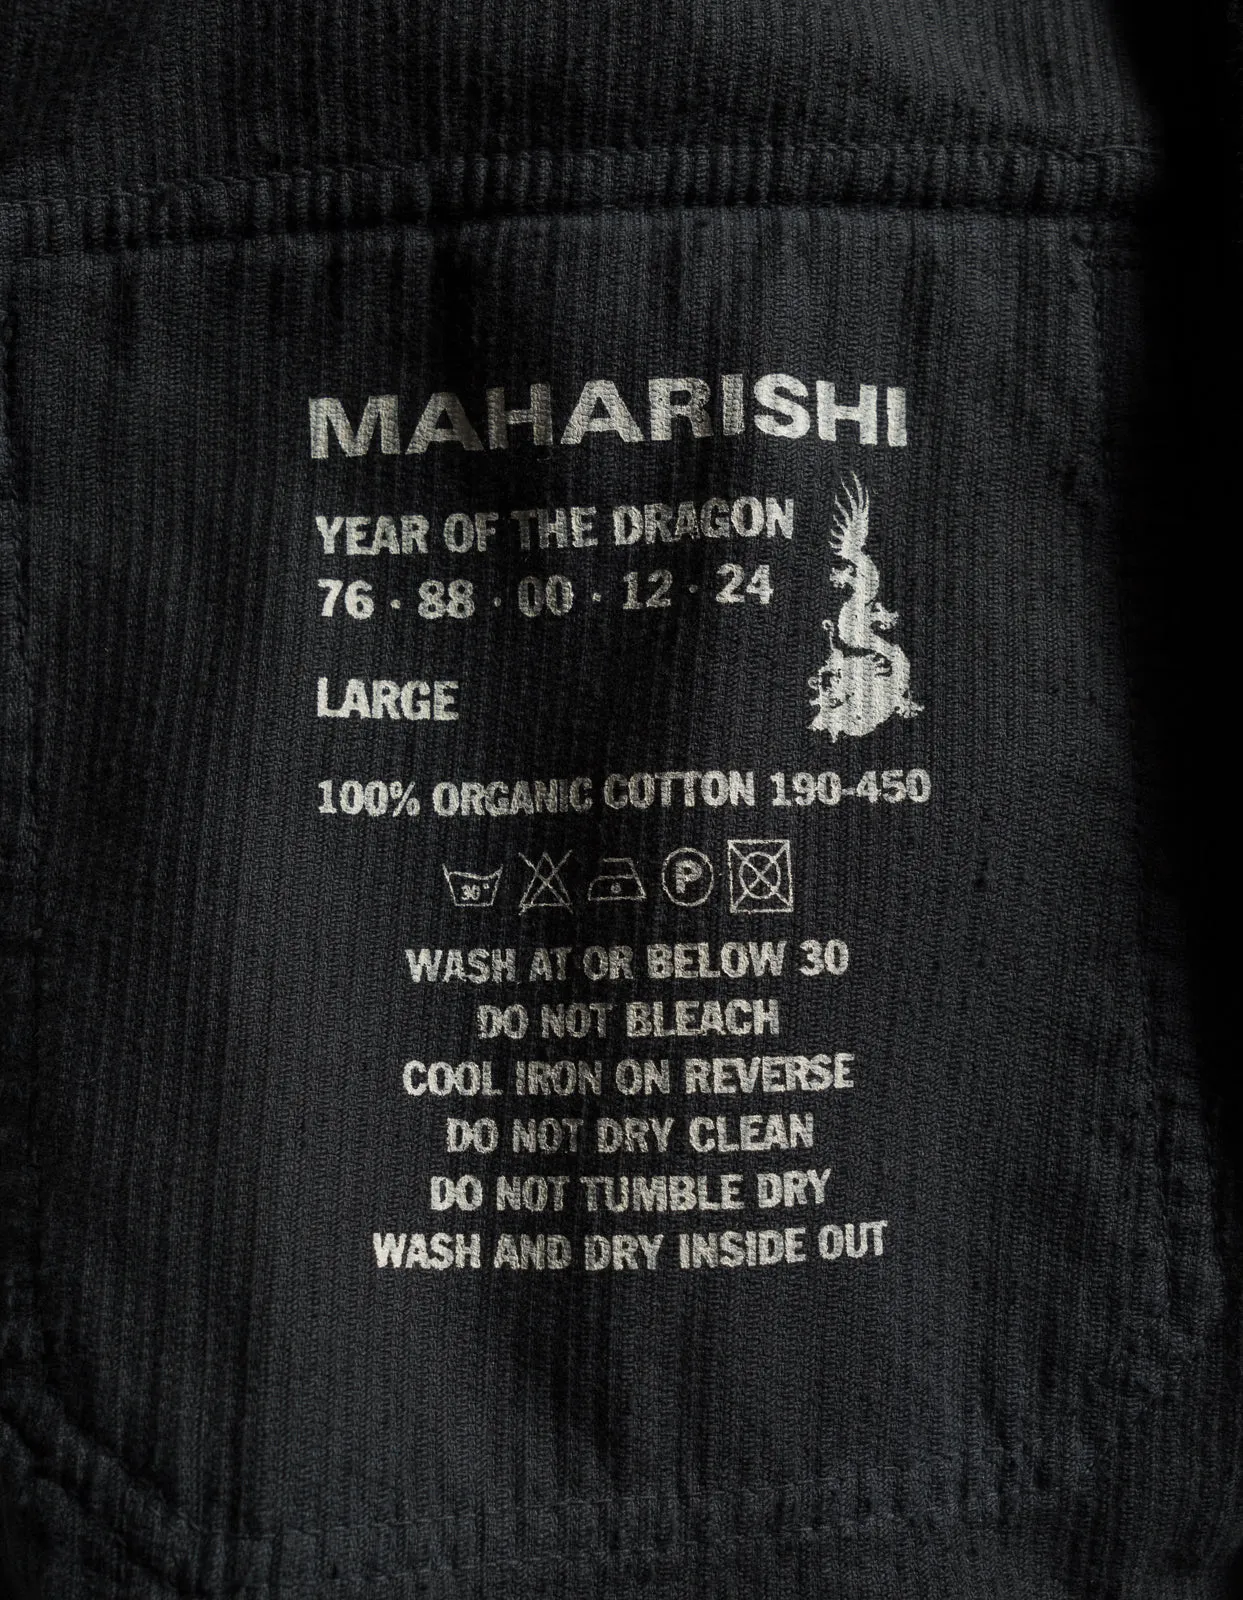 MAHARISHI
YEAR OF THE DRAGON
76 · 88 · 00 · 12 · 24
LARGE
100% ORGANIC COTTON 190-450
30°
P
WASH AT OR BELOW 30
DO NOT BLEACH
COOL IRON ON REVERSE
DO NOT DRY CLEAN
DO NOT TUMBLE DRY
WASH AND DRY INSIDE OUT